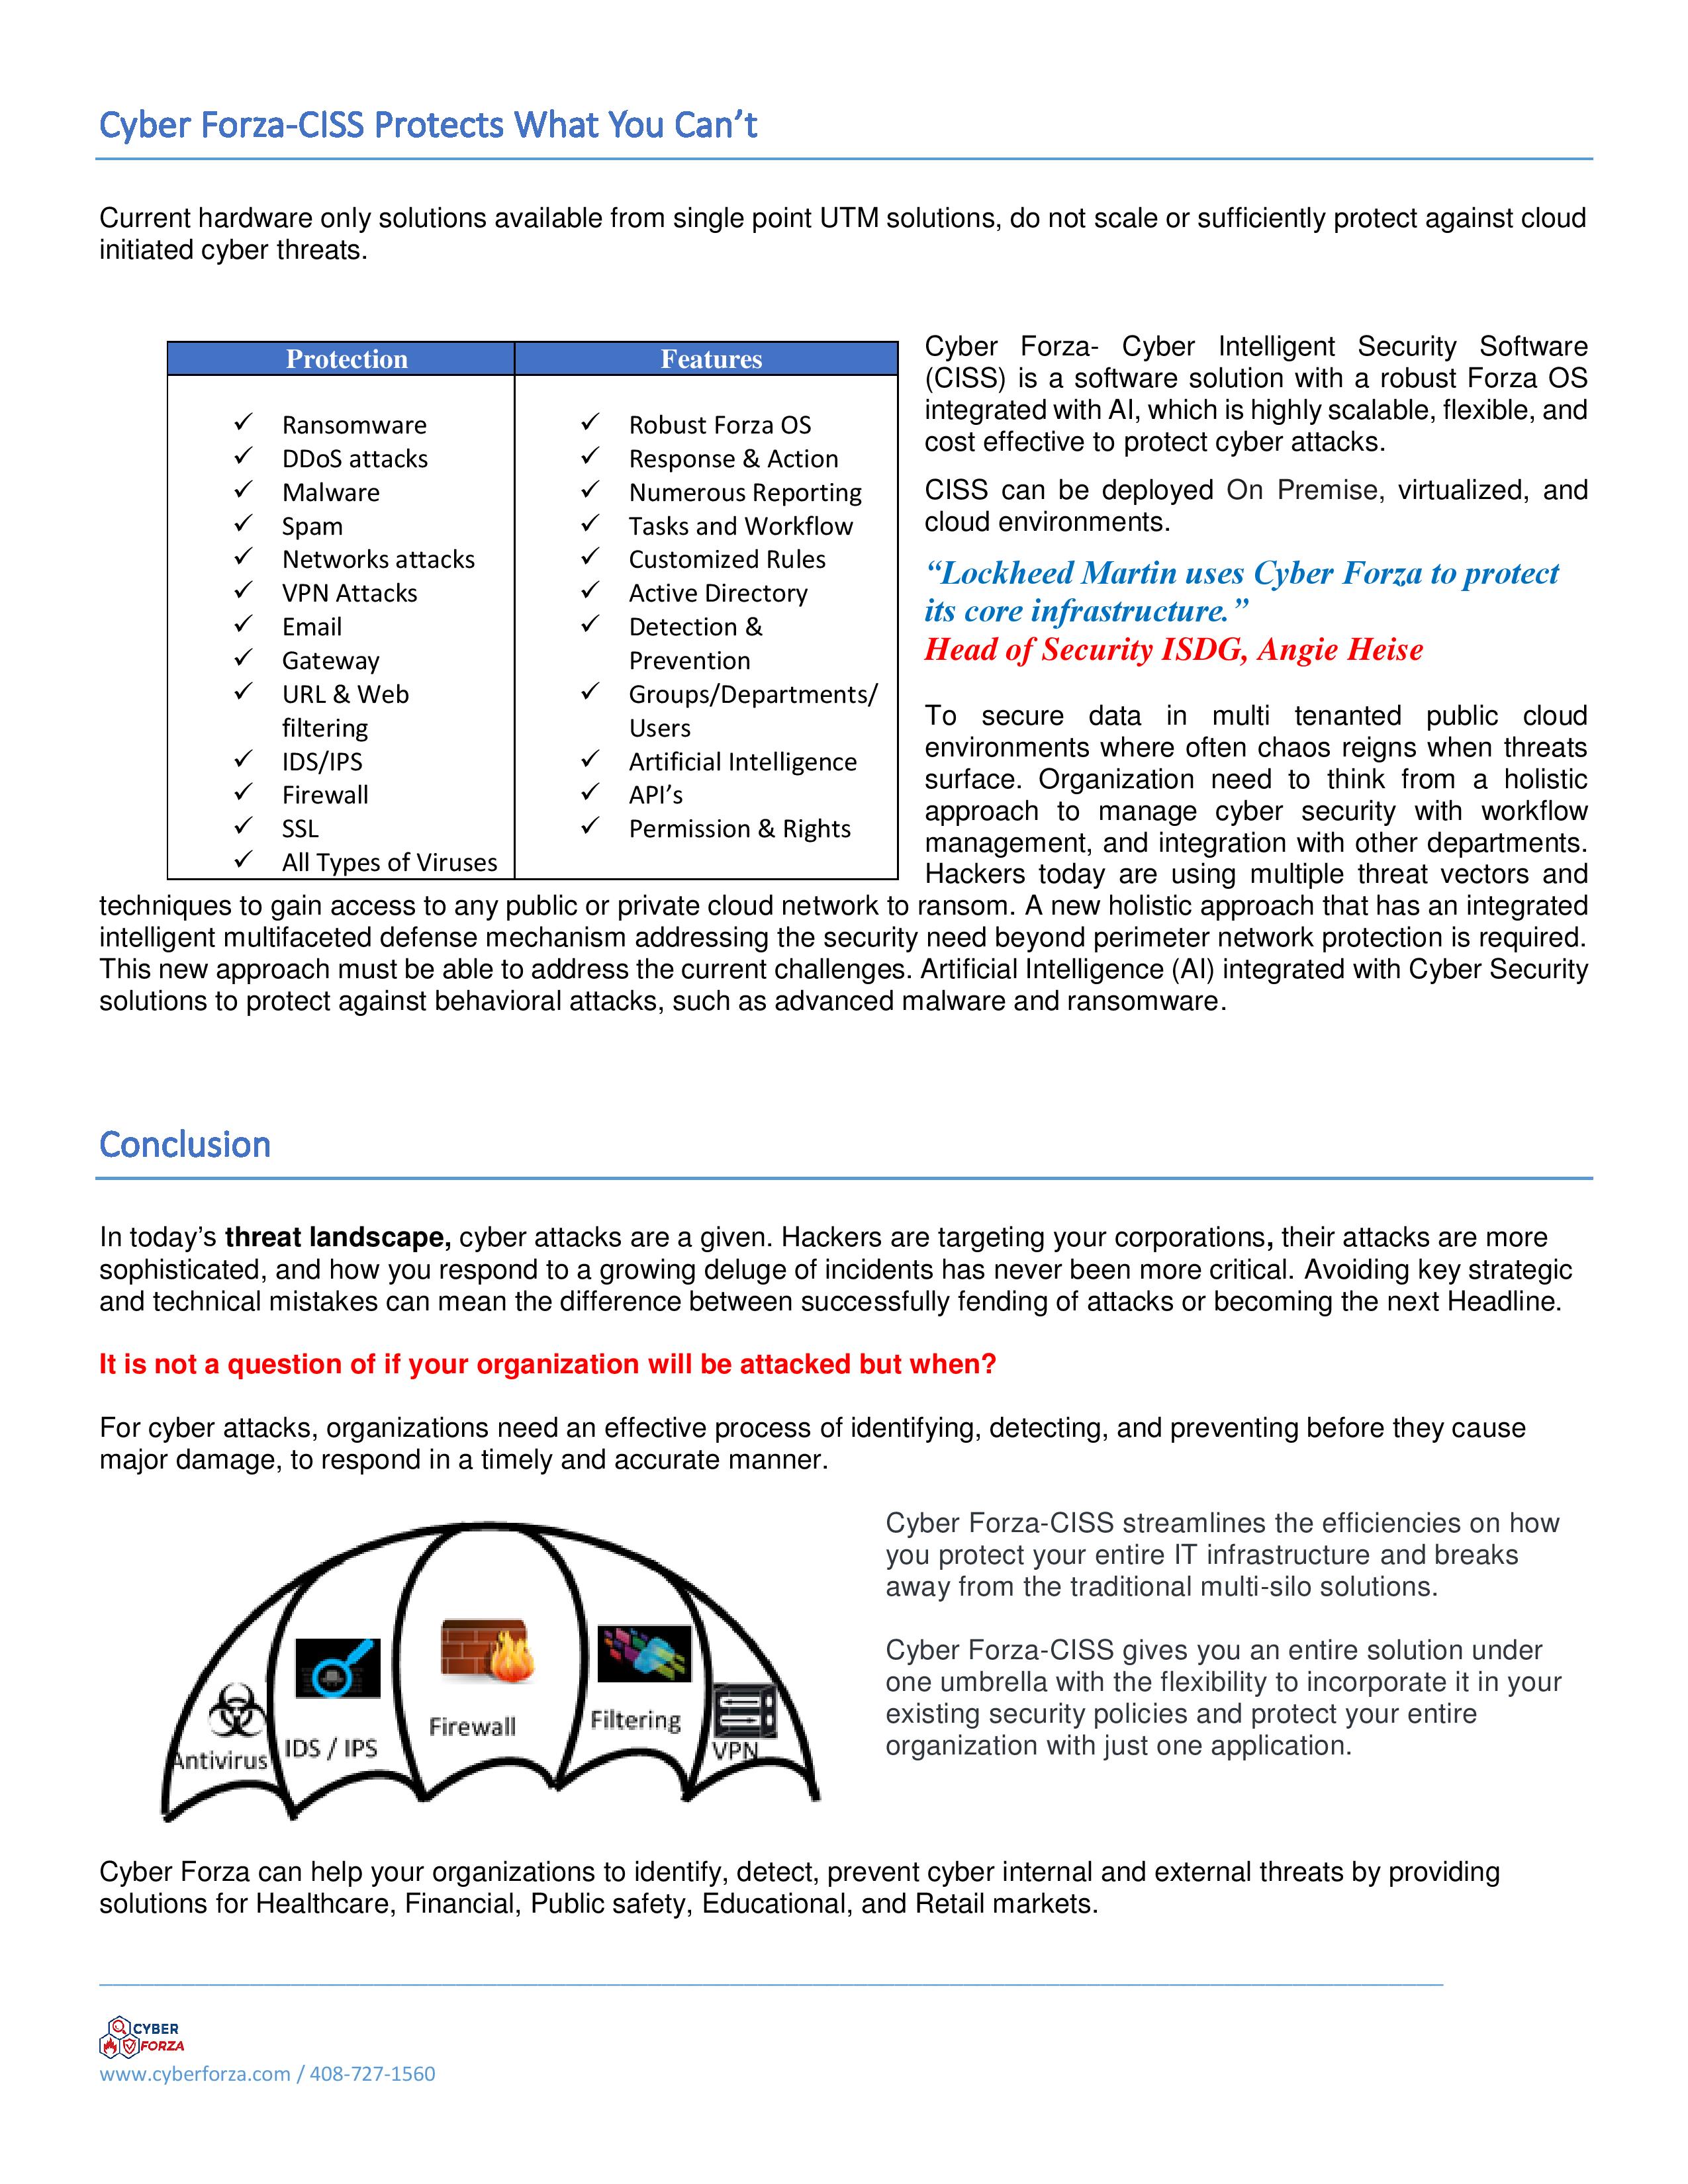 Cyber Forza-CISS Protects What You Can’t
Current hardware only solutions available from single point UTM solutions, do not scale or sufficiently protect against cloud
initiated cyber threats.
Protection
Ransomware
DDoS attacks
Malware
Spam
Networks attacks
VPN Attacks
Email
Gateway
URL & Web
filtering
IDS/IPS
Firewall
SSL
All Types of Viruses
Features
Robust Forza OS
Response & Action
Numerous Reporting
Tasks and Workflow
Customized Rules
Active Directory
Detection &
Prevention
Groups/Departments/
Users
Artificial Intelligence
API’s
Permission & Rights
Cyber Forza- Cyber Intelligent Security Software
(CISS) is a software solution with a robust Forza OS
integrated with AI, which is highly scalable, flexible, and
cost effective to protect cyber attacks.
CISS can be deployed On Premise, virtualized, and
cloud environments.
“Lockheed Martin uses Cyber Forza to protect
its core infrastructure.”
Head of Security ISDG, Angie Heise
To secure data in multi tenanted public cloud
environments where often chaos reigns when threats
surface. Organization need to think from a holistic
approach to manage cyber security with workflow
management, and integration with other departments.
Hackers today are using multiple threat vectors and
techniques to gain access to any public or private cloud network to ransom. A new holistic approach that has an integrated
intelligent multifaceted defense mechanism addressing the security need beyond perimeter network protection is required.
This new approach must be able to address the current challenges. Artificial Intelligence (AI) integrated with Cyber Security
solutions to protect against behavioral attacks, such as advanced malware and ransomware.
Conclusion
In today’s threat landscape, cyber attacks are a given. Hackers are targeting your corporations, their attacks are more
sophisticated, and how you respond to a growing deluge of incidents has never been more critical. Avoiding key strategic
and technical mistakes can mean the difference between successfully fending of attacks or becoming the next Headline.
It is not a question of if your organization will be attacked but when?
For cyber attacks, organizations need an effective process of identifying, detecting, and preventing before they cause
major damage, to respond in a timely and accurate manner.
Antivirus
IDS / IPS
Firewall
Filtering
VPN
Cyber Forza-CISS streamlines the efficiencies on how
you protect your entire IT infrastructure and breaks
away from the traditional multi-silo solutions.
Cyber Forza-CISS gives you an entire solution under
one umbrella with the flexibility to incorporate it in your
existing security policies and protect your entire
organization with just one application.
Cyber Forza can help your organizations to identify, detect, prevent cyber internal and external threats by providing
solutions for Healthcare, Financial, Public safety, Educational, and Retail markets.
CYBER
FORZA
www.cyberforza.com / 408-727-1560